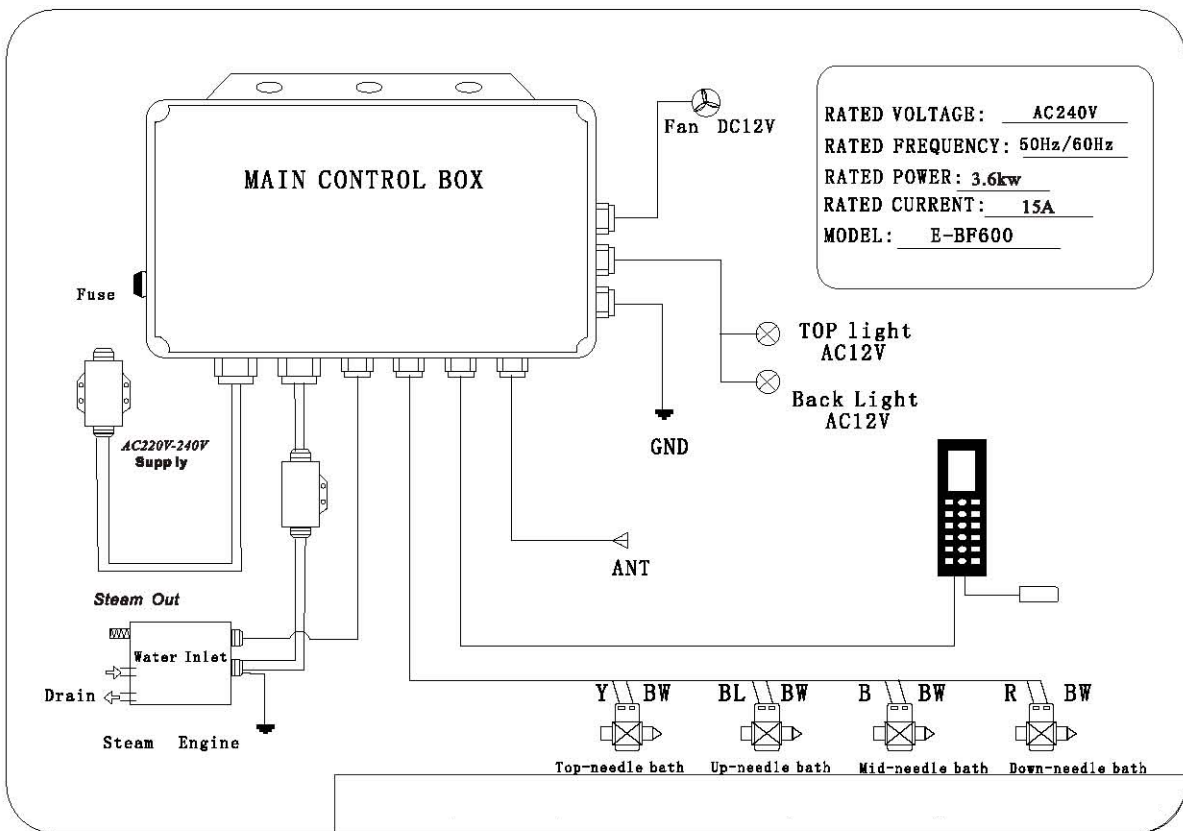 MAIN CONTROL BOX
Fan DC12V
RATED VOLTAGE: AC240V
RATED FREQUENCY: 50Hz/60Hz
RATED POWER: 3.6kw
RATED CURRENT: 15A
MODEL: E-BF600
Fuse
TOP light
AC12V
Back Light
AC12V
GND
AC220V-240V
Supply
ANT
Steam Out
Water Inlet
Drain
Steam Engine
Y BW BL BW B BW R BW
Top-needle bath Up-needle bath Mid-needle bath Down-needle bath